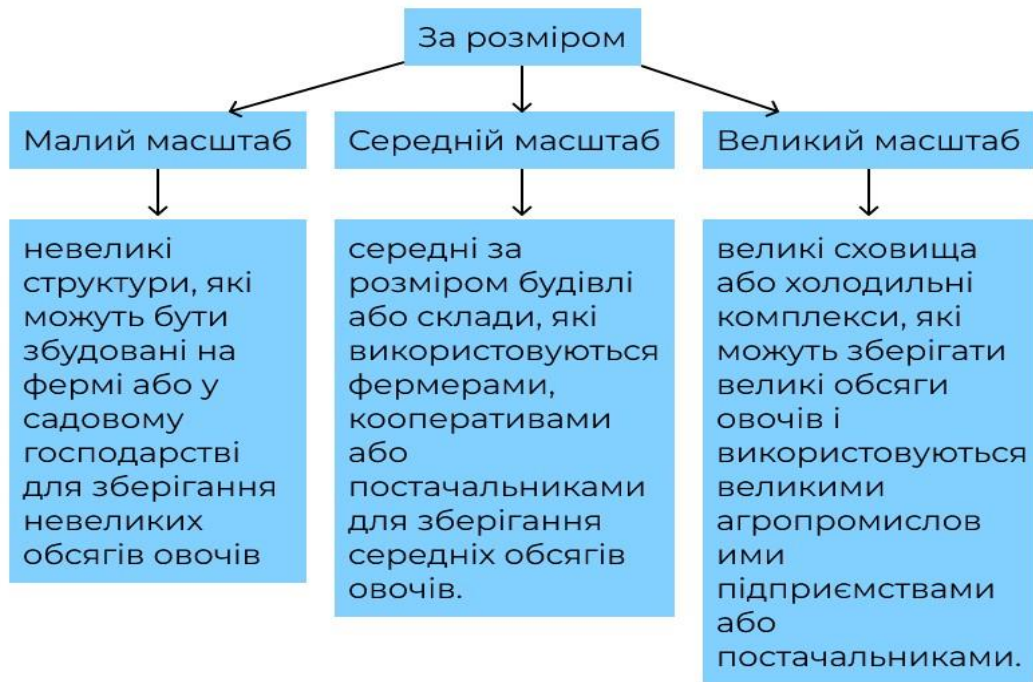 За розміром
Малий масштаб
Середній масштаб
Великий масштаб
невеликі
структури, які
можуть бути
збудовані на
фермі або у
садовому
господарстві
для зберігання
невеликих
обсягів овочів
середні за
розміром будівлі
або склади, які
використовуються
фермерами,
кооперативами
або
постачальниками
для зберігання
середніх обсягів
овочів.
великі сховища
або холодильні
комплекси, які
можуть зберігати
великі обсяги
овочів і
використовуються
великими
агропромислов
ими
підприємствами
або
постачальниками.